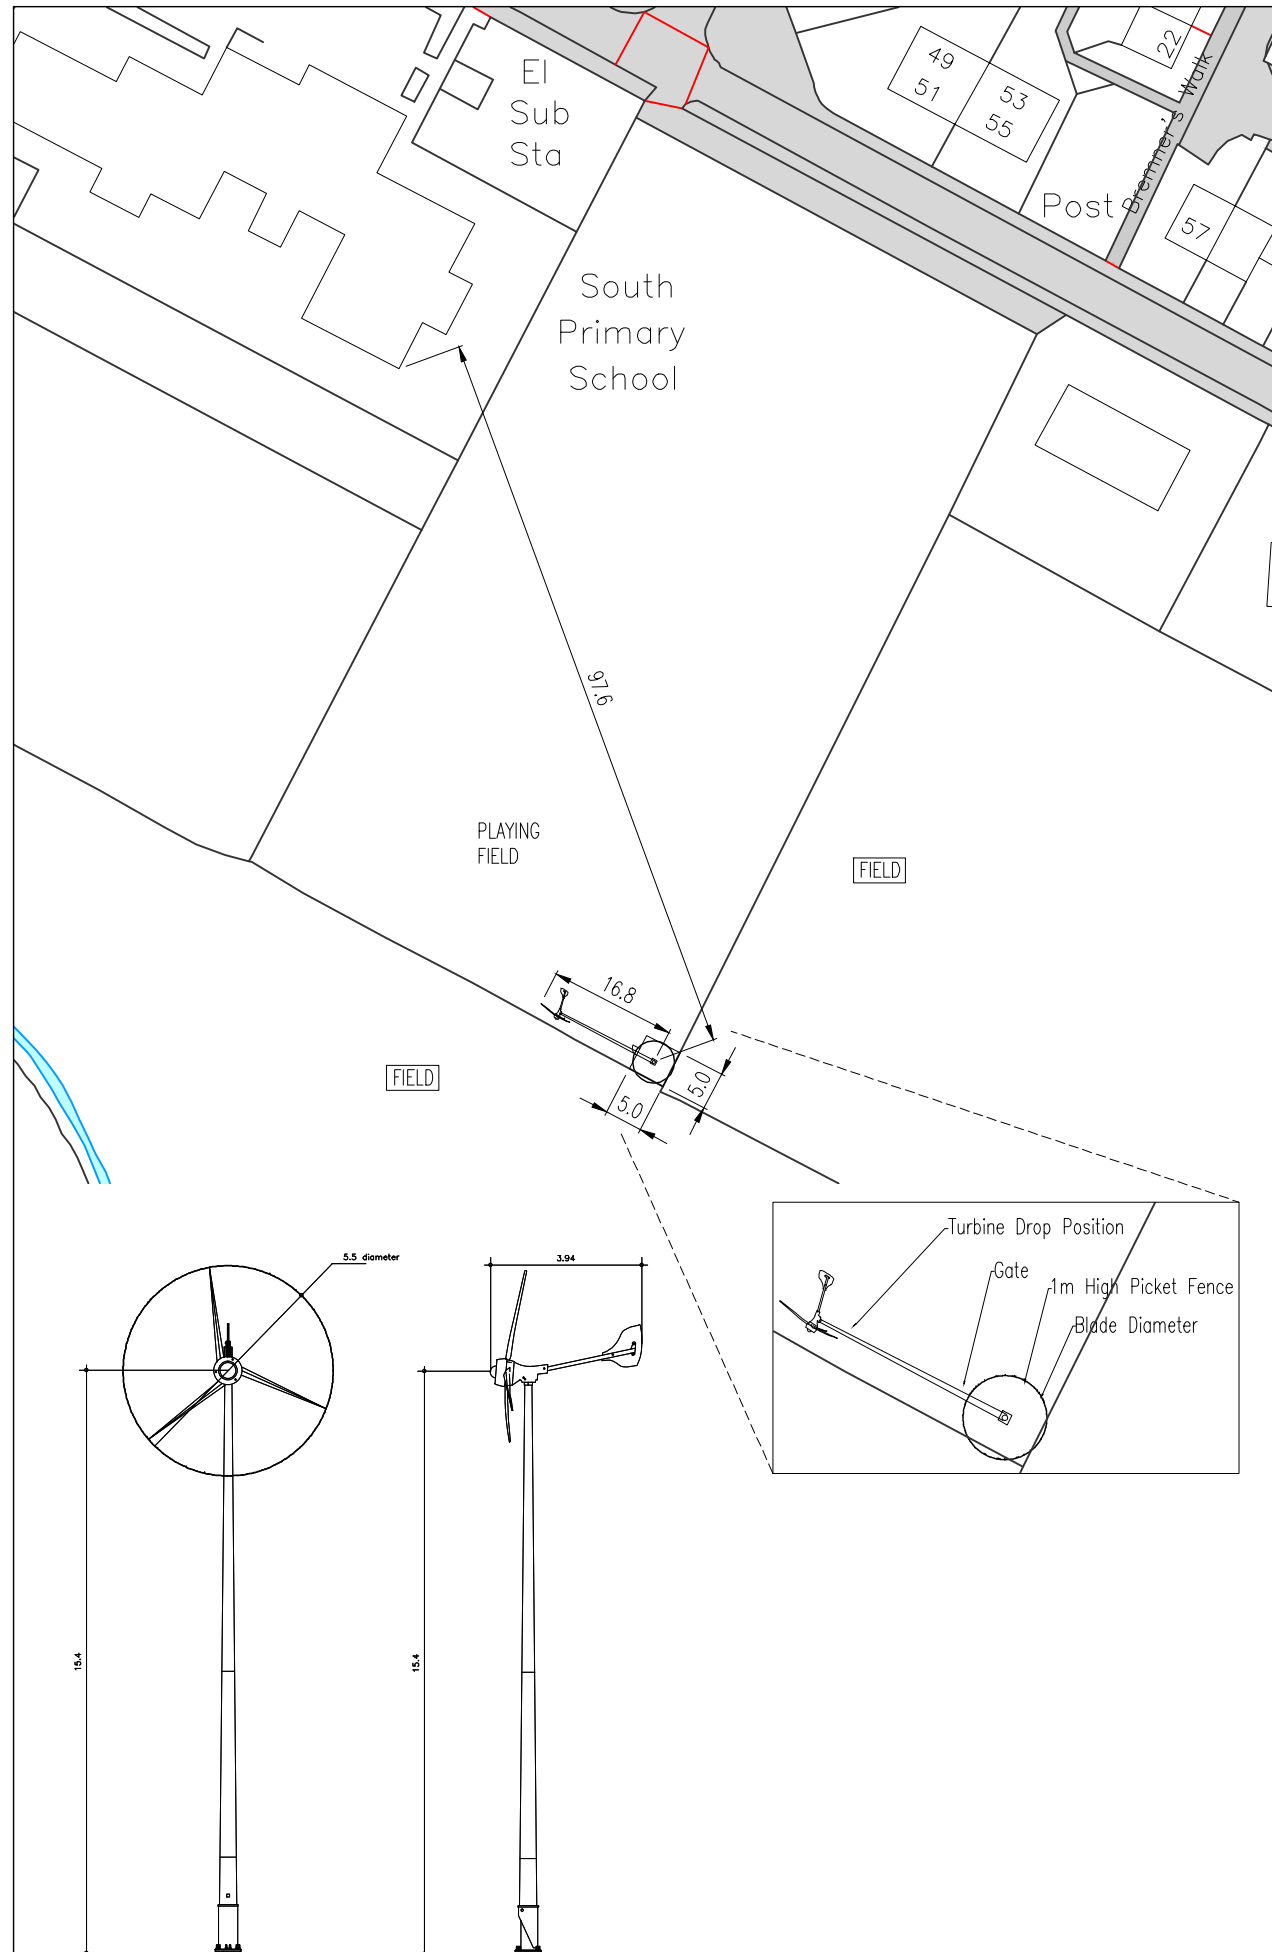 El
Sub
Sta
49
51
53
55
22
Bremner's Walk
Post
57
South
Primary
School
97.6
PLAYING
FIELD
FIELD
16.8
5.0
5.0
FIELD
Turbine Drop Position
Gate
1m High Picket Fence
Blade Diameter
5.5 diameter
3.94
15.4
15.4